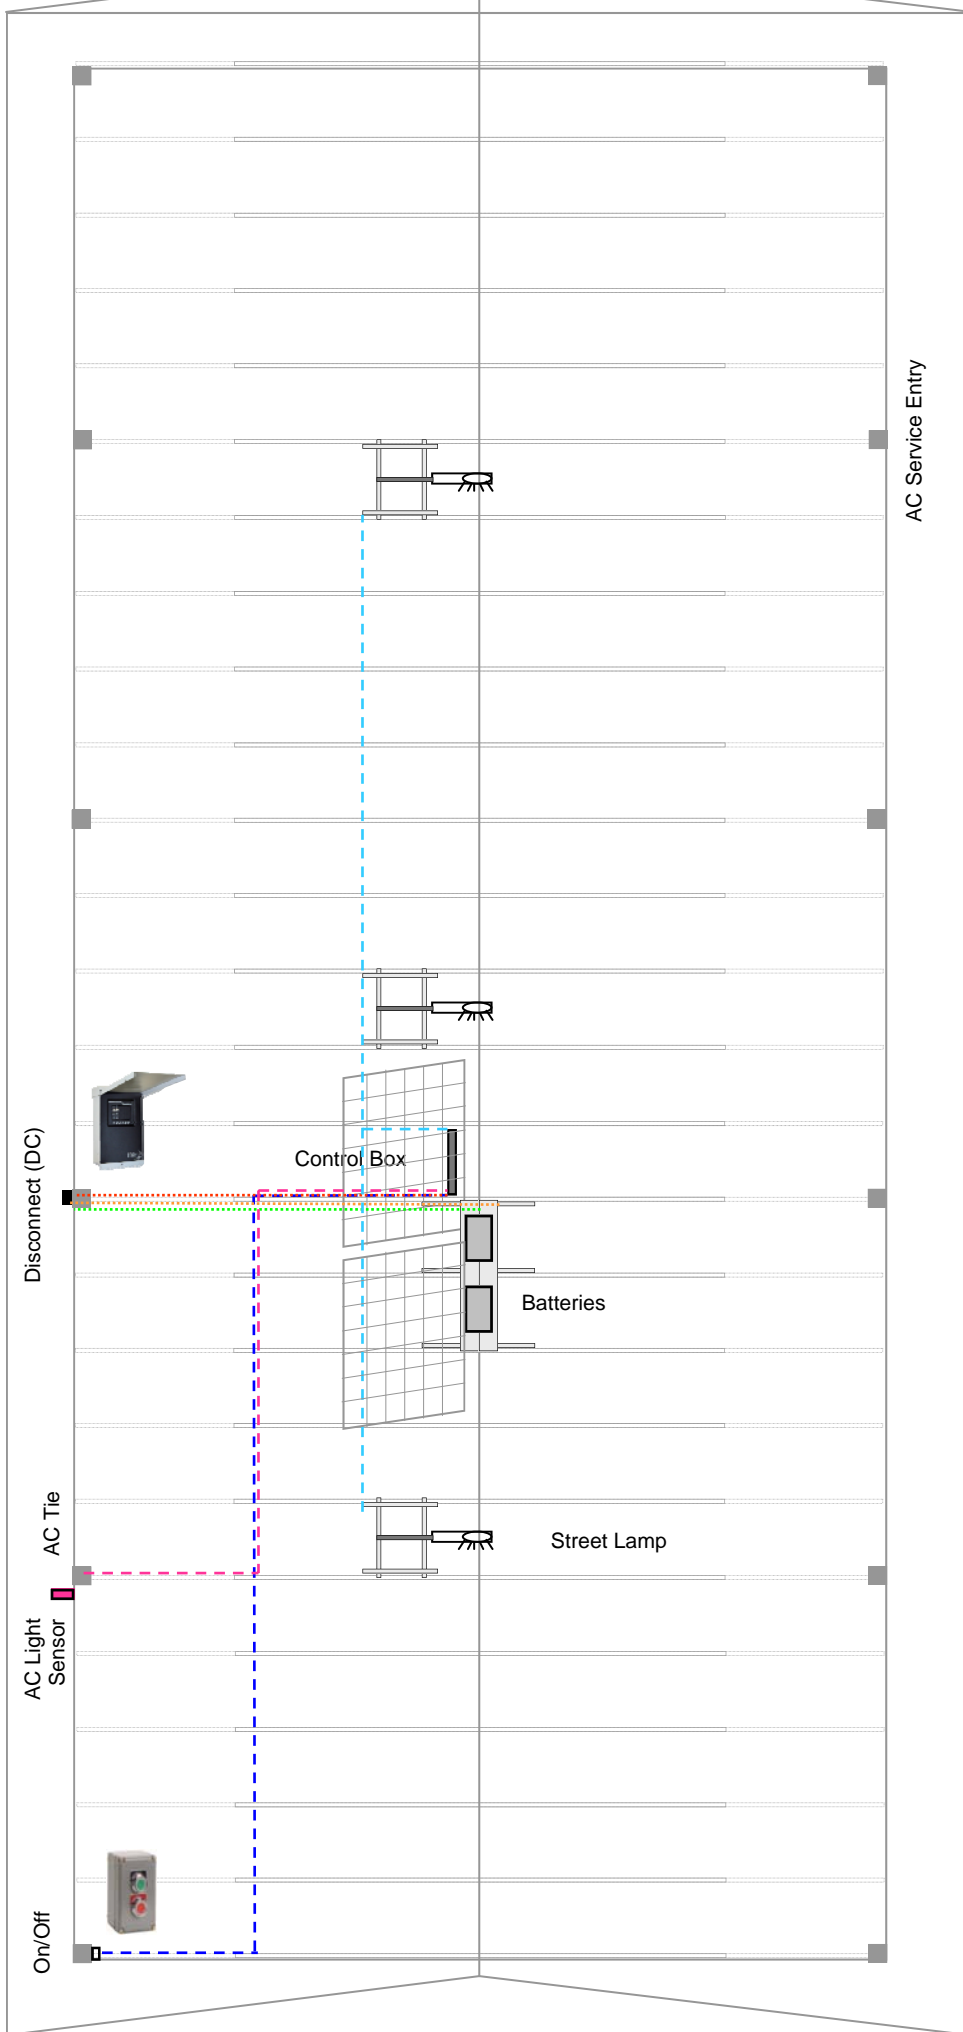 AC Service Entry
Disconnect (DC)
Control Box
Batteries
AC Tie
Street Lamp
AC Light
Sensor
On/Off